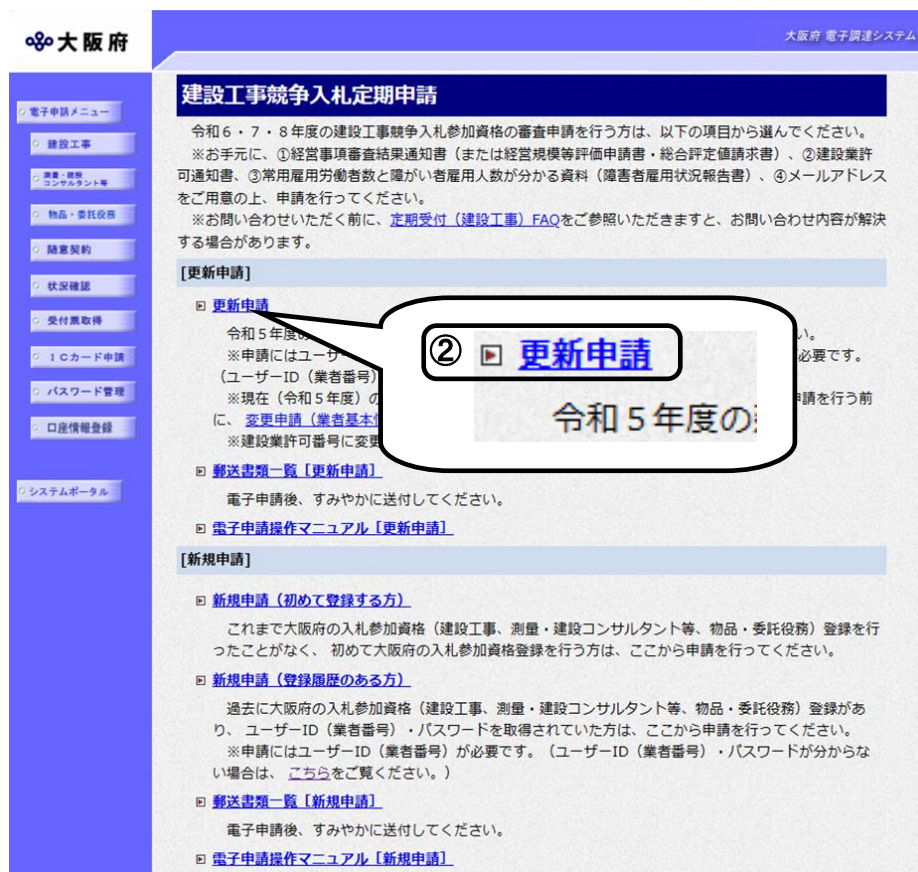 大阪府
大阪府 電子調達システム
電子申請メニュー
建設工事
測量・建設
コンサルタント等
物品・委託役務
随意契約
状況確認
受付票取得
ICカード申請
パスワード管理
口座情報登録
システムポータル
建設工事競争入札定期申請
令和6・7・8年度の建設工事競争入札参加資格の審査申請を行う方は、以下の項目から選んでください。
※お手元に、①経営事項審査結果通知書（または経営規模等評価申請書・総合評定値請求書）、②建設業許
可通知書、③常用雇用労働者数と障がい者雇用人数が分かる資料（障害者雇用状況報告書）、④メールアドレス
をご用意の上、申請を行ってください。
※お問い合わせいただく前に、定期受付（建設工事）FAQをご参照いただきますと、お問い合わせ内容が解決
する場合があります。
[更新申請]
更新申請
令和5年度の
い。
※申請にはユーザー
必要です。
（ユーザーID（業者番号）
※現在（令和5年度）の
申請を行う前
に、 変更申請（業者基本情
※建設業許可番号に変更
② 更新申請
令和5年度の
郵送書類一覧［更新申請］
電子申請後、すみやかに送付してください。
電子申請操作マニュアル［更新申請］
[新規申請]
新規申請（初めて登録する方）
これまで大阪府の入札参加資格（建設工事、測量・建設コンサルタント等、物品・委託役務）登録を行
ったことがなく、 初めて大阪府の入札参加資格登録を行う方は、ここから申請を行ってください。
新規申請（登録履歴のある方）
過去に大阪府の入札参加資格（建設工事、測量・建設コンサルタント等、物品・委託役務）登録があ
り、 ユーザーID（業者番号）・パスワードを取得されていた方は、ここから申請を行ってください。
※申請にはユーザーID（業者番号）が必要です。（ユーザーID（業者番号）・パスワードが分からな
い場合は、 こちらをご覧ください。）
郵送書類一覧［新規申請］
電子申請後、すみやかに送付してください。
電子申請操作マニュアル［新規申請］